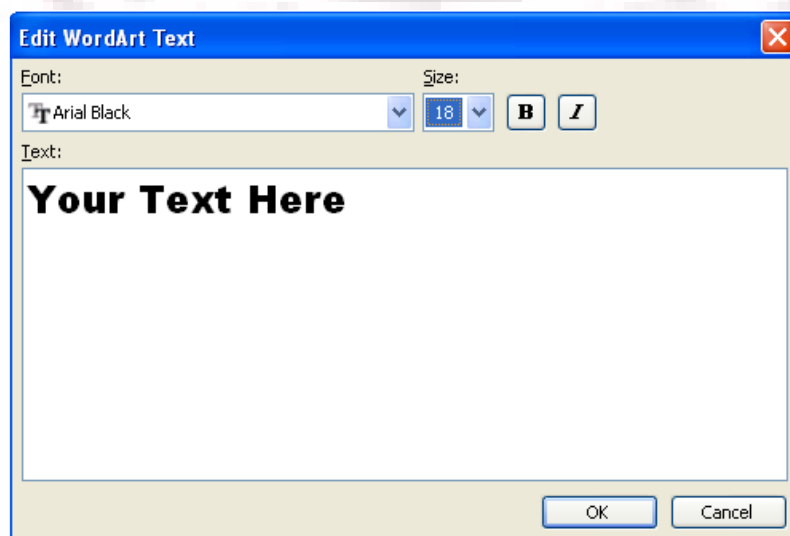 Edit WordArt Text
Font: Size:
Arial Black 18 B I
Text:
Your Text Here
OK Cancel